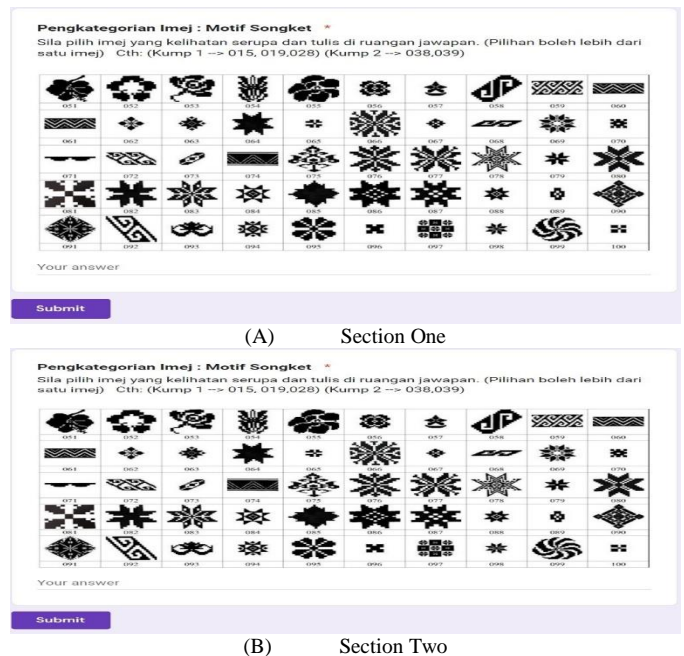 Pengkategorian Imej : Motif Songket *
Sila pilih imej yang kelihatan serupa dan tulis di ruangan jawapan. (Pilihan boleh lebih dari
satu imej) Cth: (Kump 1 --> 015, 019,028) (Kump 2 --> 038,039)
051 052 053 054 055 056 057 058 059 060
061 062 063 064 065 066 067 068 069 070
071 072 073 074 075 076 077 078 079 080
081 082 083 084 085 086 087 088 089 090
091 092 093 094 095 096 097 098 099 100
Your answer
Submit
(A) Section One
Pengkategorian Imej : Motif Songket *
Sila pilih imej yang kelihatan serupa dan tulis di ruangan jawapan. (Pilihan boleh lebih dari
satu imej) Cth: (Kump 1 --> 015, 019,028) (Kump 2 --> 038,039)
051 052 053 054 055 056 057 058 059 060
061 062 063 064 065 066 067 068 069 070
071 072 073 074 075 076 077 078 079 080
081 082 083 084 085 086 087 088 089 090
091 092 093 094 095 096 097 098 099 100
Your answer
Submit
(B) Section Two